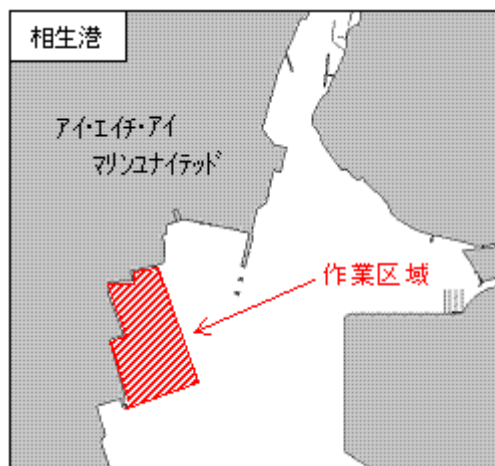 相生港
アイ・エイチ・アイ
マリンユナイテッド
作業区域